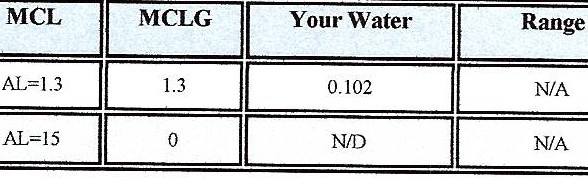 MCL MCLG Your Water Range
AL=1.3 1.3 0.102 N/A
AL=15 0 N/D N/A